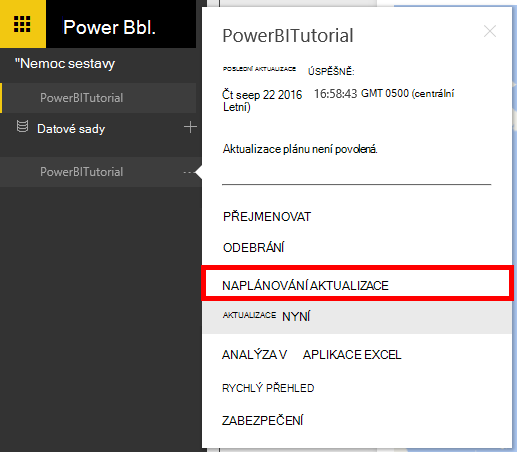 Power Bbl.
"Nemoc sestavy
PowerBITutorial
Datové sady
PowerBITutorial
PowerBITutorial
POSLEDNÍ AKTUALIZACE ÚSPĚŠNĚ:
Čt seep 22 2016 16:58:43 GMT 0500 (centrální
Letní)
Aktualizace plánu není povolená.
PŘEJMENOVAT
ODEBRÁNÍ
NAPLÁNOVÁNÍ AKTUALIZACE
AKTUALIZACE NYNÍ
ANALÝZA V APLIKACE EXCEL
RYCHLÝ PŘEHLED
ZABEZPEČENÍ